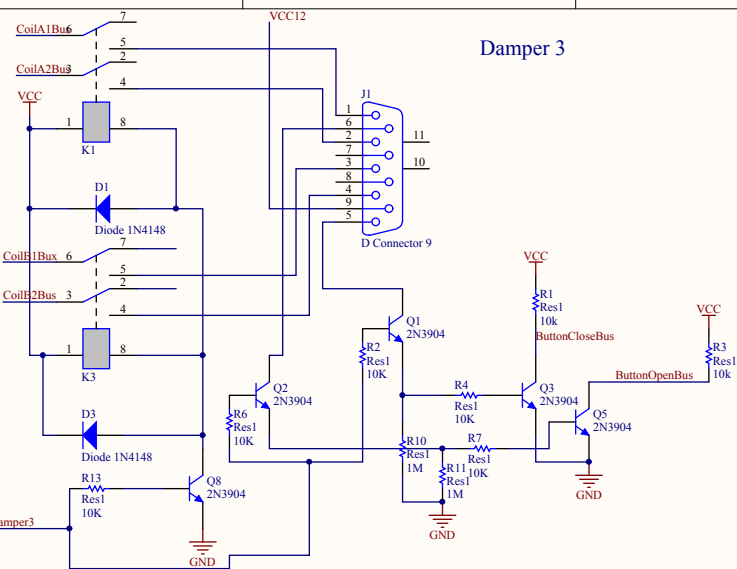 CoilA1Bus
6
7
5
CoilA2Bus
3
2
4
VCC
1
8
K1
D1
Diode 1N4148
CoilB1Bux
6
7
5
CoilB2Bus
3
2
4
1
8
K3
D3
Diode 1N4148
R13
Res1
10K
Q8
2N3904
GND
amper3
VCC12
Damper 3
J1
1
6
2
7
3
8
4
9
5
11
10
D Connector 9
Q1
2N3904
R2
Res1
10K
Q2
2N3904
R6
Res1
10K
VCC
R1
Res1
10k
ButtonCloseBus
VCC
R3
Res1
10k
ButtonOpenBus
R4
Res1
10K
Q3
2N3904
Q5
2N3904
R10
Res1
1M
R7
Res1
10K
R11
Res1
1M
GND
GND